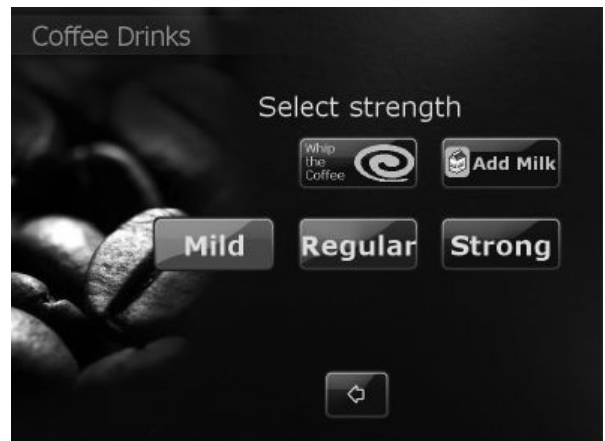 Coffee Drinks
Select strength
Whip
the
Coffee
Add Milk
Mild
Regular
Strong